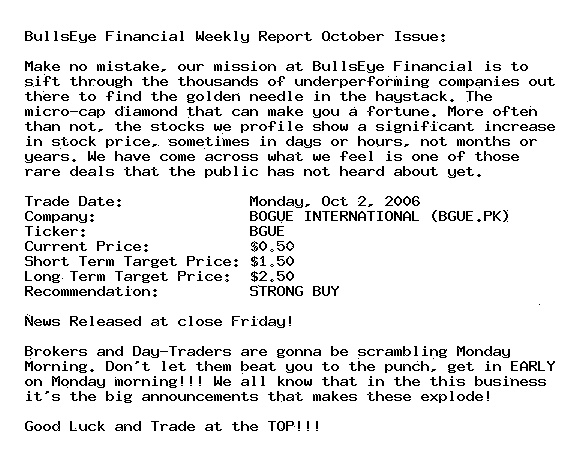 BullsEye Financial Weekly Report October Issue:
Make no mistake, our mission at BullsEye Financial is to
sift through the thousands of underperforming companies out
there to find the golden needle in the haystack. The
micro-cap diamond that can make you a fortune. More often
than not, the stocks we profile show a significant increase
in stock price, sometimes in days or hours, not months or
years. We have come across what we feel is one of those
rare deals that the public has not heard about yet.
Trade Date: Monday, Oct 2, 2006
Company: BOGUE INTERNATIONAL (BGUE.PK)
Ticker: BGUE
Current Price: $0.50
Short Term Target Price: $1.50
Long Term Target Price: $2.50
Recommendation: STRONG BUY
News Released at close Friday!
Brokers and Day-Traders are gonna be scrambling Monday
Morning. Don't let them beat you to the punch, get in EARLY
on Monday morning!!! We all know that in the this business
it's the big announcements that makes these explode!
Good Luck and Trade at the TOP!!!